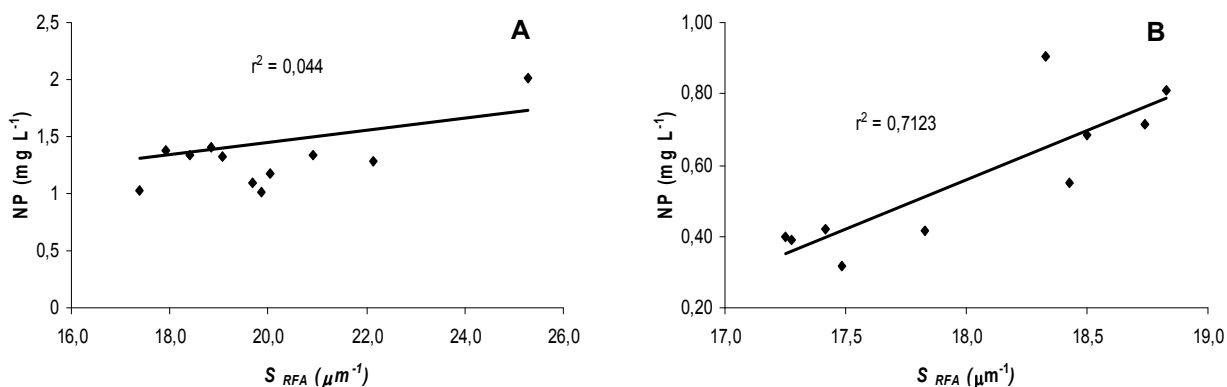 A
r² = 0,044
NP (mg L⁻¹)
2,5
2
1,5
1
0,5
0
16,0 18,0 20,0 22,0 24,0 26,0
S RFA (μm⁻¹)
B
r² = 0,7123
NP (mg L⁻¹)
1,00
0,80
0,60
0,40
0,20
17,0 17,5 18,0 18,5 19,0
S RFA (μm⁻¹)